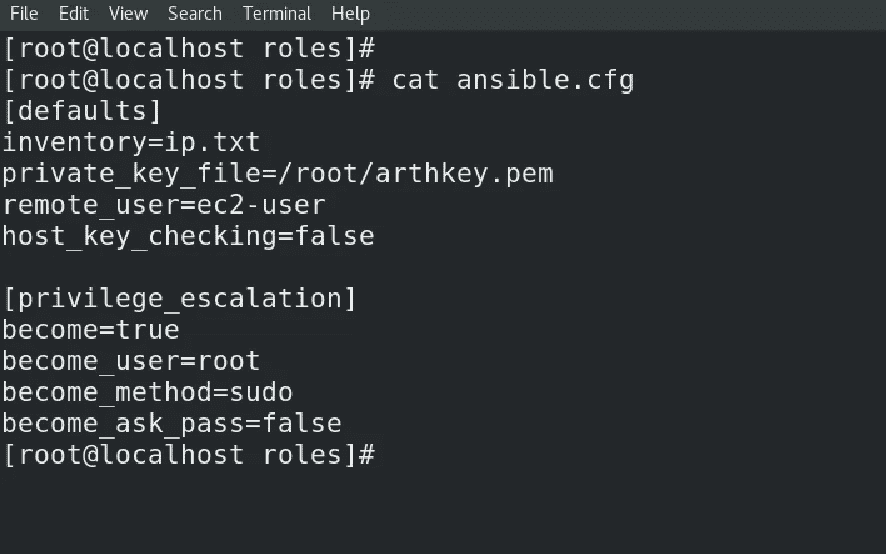 File Edit View Search Terminal Help
[root@localhost roles]#
[root@localhost roles]# cat ansible.cfg
[defaults]
inventory=ip.txt
private_key_file=/root/arthkey.pem
remote_user=ec2-user
host_key_checking=false
[privilege_escalation]
become=true
become_user=root
become_method=sudo
become_ask_pass=false
[root@localhost roles]#